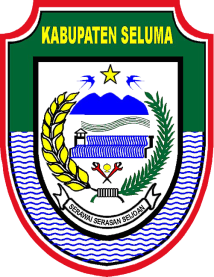 KABUPATEN SELUMA
SERAWAI SERASAN SEIJOAN